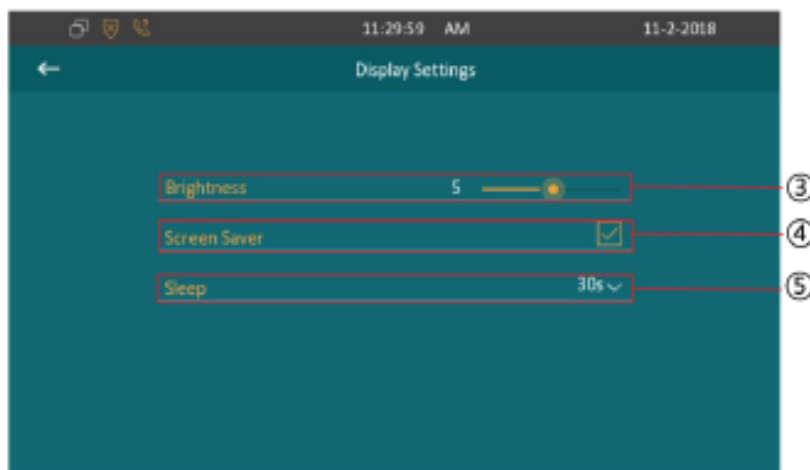 11:29:59 AM 11-2-2018
Display Settings
Brightness 5 ③
Screen Saver ④
Sleep 30s ⑤